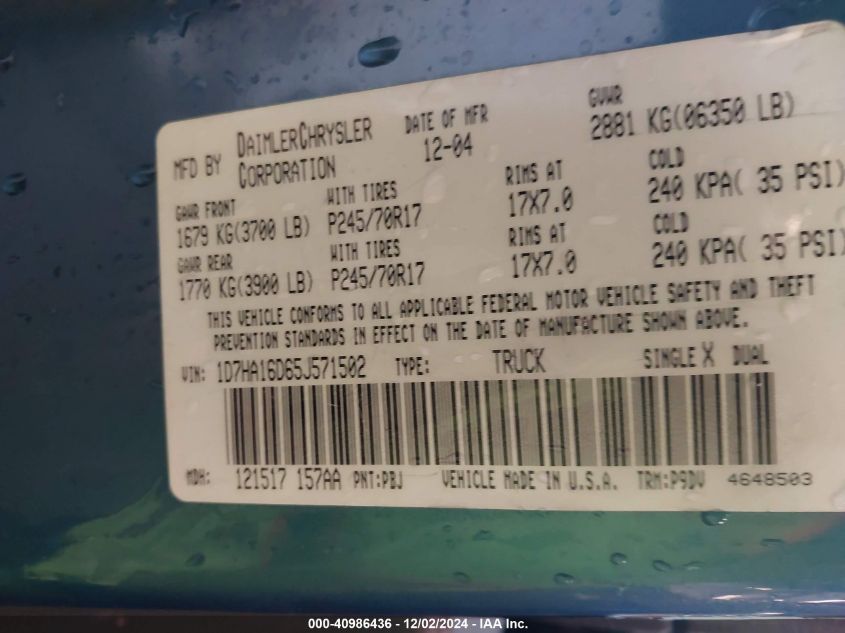 MFD BY DAIMLERCHRYSLER CORPORATION DATE OF MFR 12-04 GVWR 2881 KG(06350 LB)
GAWR FRONT WITH TIRES RIMS AT COLD
1679 KG(3700 LB) P245/70R17 17X7.0 240 KPA( 35 PSI)
GAWR REAR WITH TIRES RIMS AT COLD
1770 KG(3900 LB) P245/70R17 17X7.0 240 KPA( 35 PSI)
THIS VEHICLE CONFORMS TO ALL APPLICABLE FEDERAL MOTOR VEHICLE SAFETY AND THEFT
PREVENTION STANDARDS IN EFFECT ON THE DATE OF MANUFACTURE SHOWN ABOVE.
VIN: 1D7HA16D65J571502 TYPE: TRUCK SINGLE X DUAL
MDH: 121517 157AA PNT:PBJ VEHICLE MADE IN U.S.A. TRM:P9DV 4648503
000-40986436 - 12/02/2024 - IAA Inc.